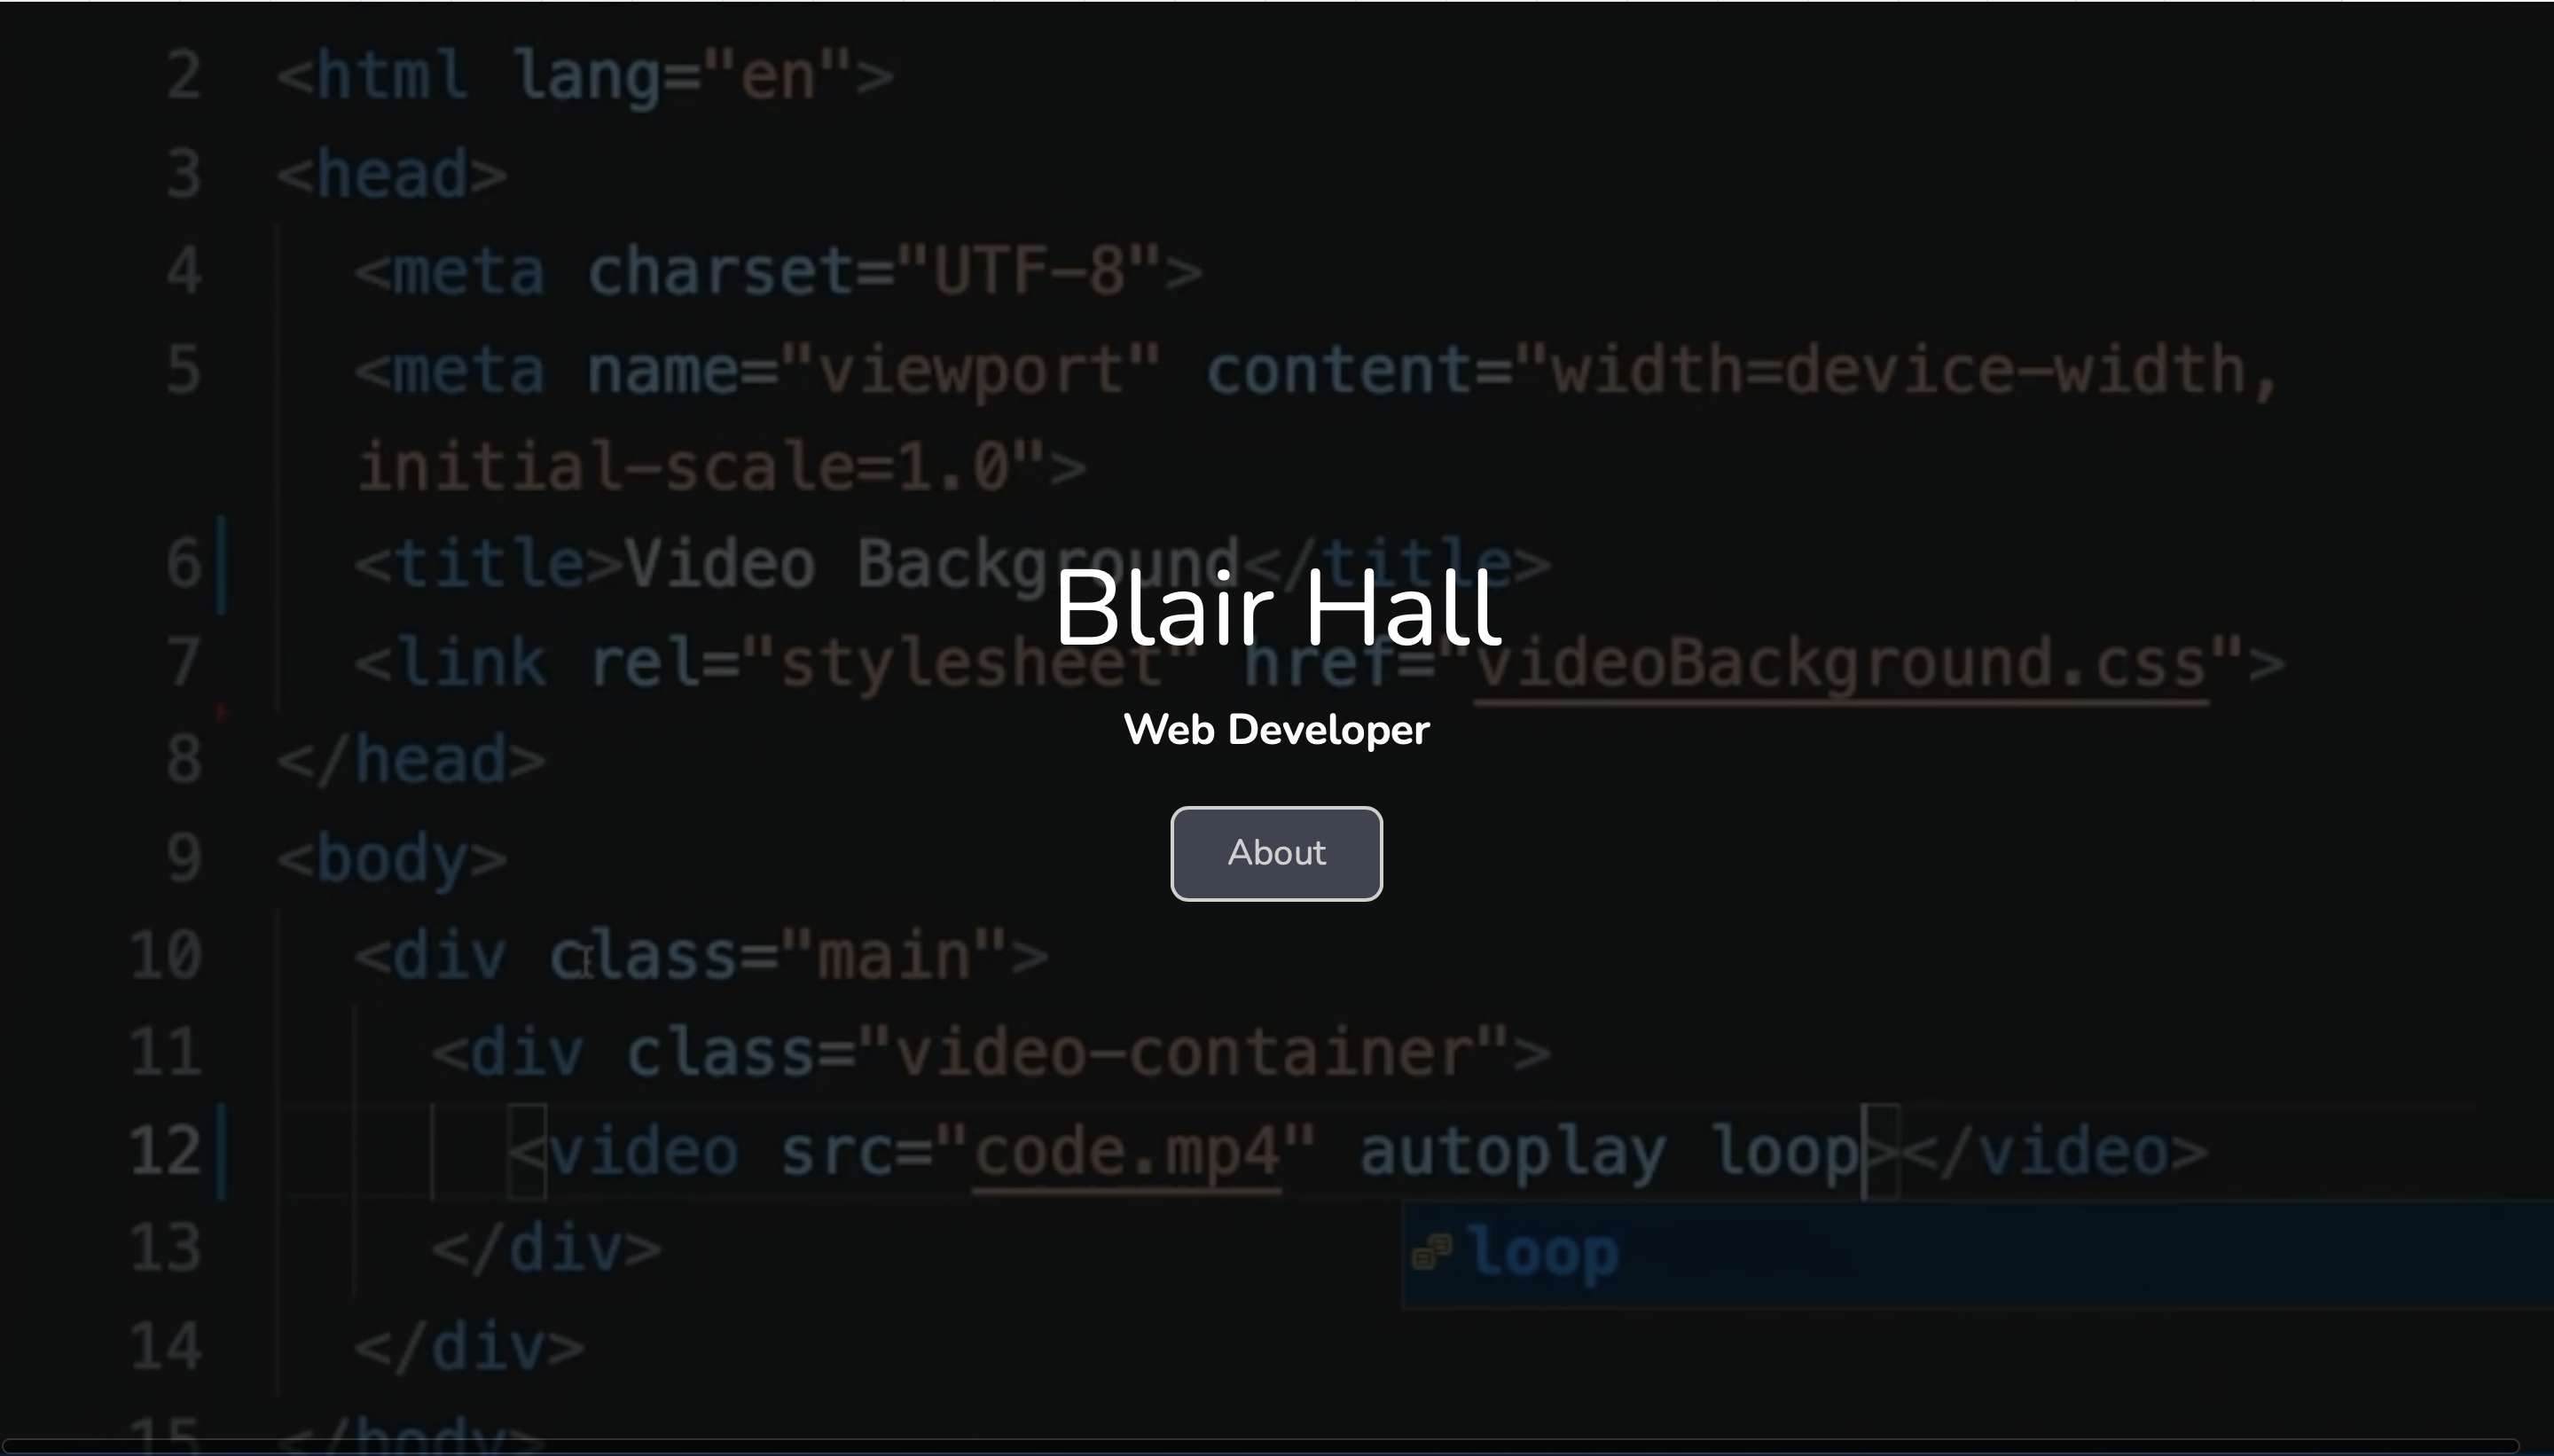 2 <html lang="en">
3 <head>
4 <meta charset="UTF-8">
5 <meta name="viewport" content="width=device-width,
initial-scale=1.0">
6 <title>Video Background</title>
Blair Hall
7 <link rel="stylesheet" href="videoBackground.css">
Web Developer
8 </head>
About
9 <body>
10 <div class="main">
11 <div class="video-container">
12 <video src="code.mp4" autoplay loop></video>
13 </div>
loop
14 </div>
15 </body>